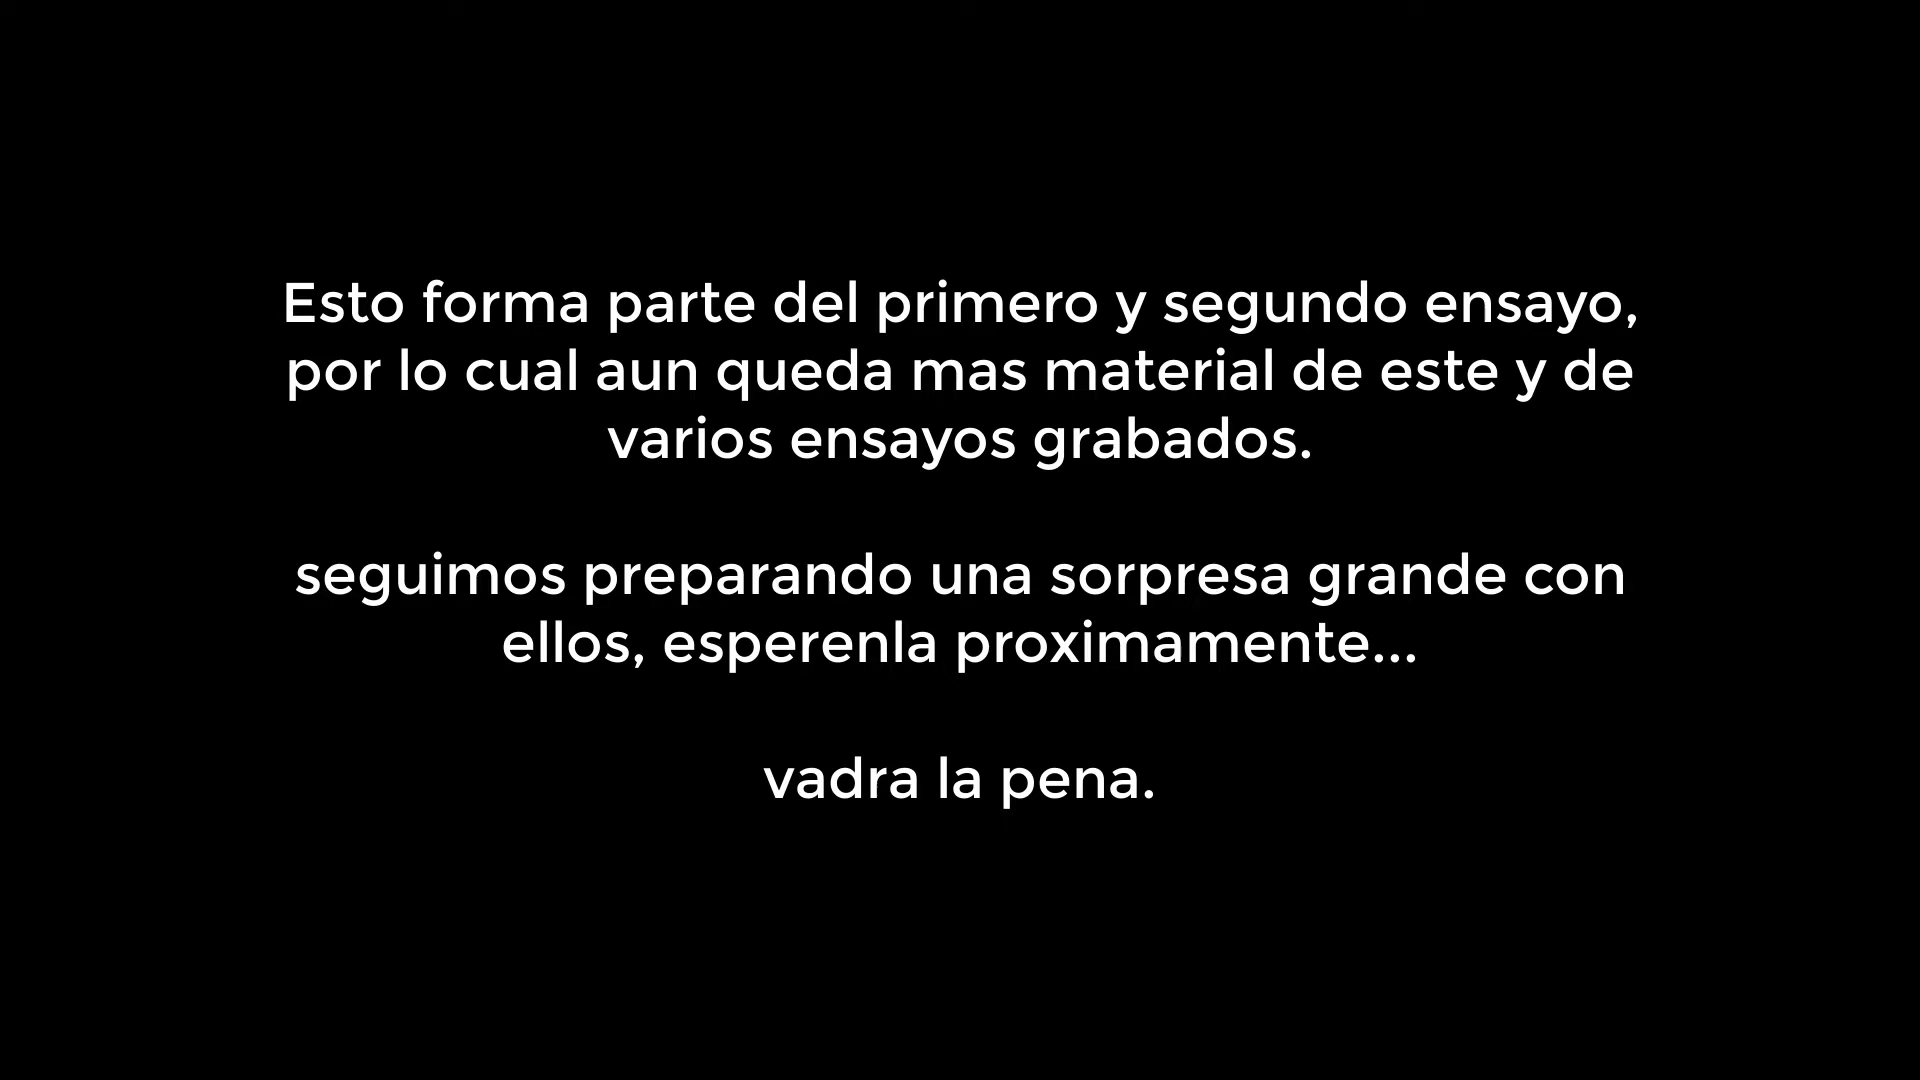 Esto forma parte del primero y segundo ensayo,
por lo cual aun queda mas material de este y de
varios ensayos grabados.
seguimos preparando una sorpresa grande con
ellos, esperenla proximamente...
vadra la pena.